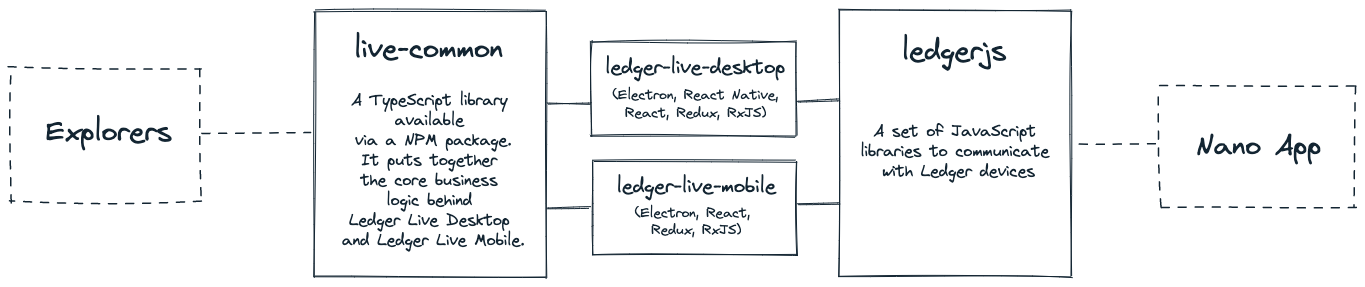 Explorers
live-common
A TypeScript library
available
via a NPM package.
It puts together
the core business
logic behind
Ledger Live Desktop
and Ledger Live Mobile.
ledger-live-desktop
(Electron, React Native,
React, Redux, RxJS)
ledger-live-mobile
(Electron, React,
Redux, RxJS)
ledgerjs
A set of JavaScript
libraries to communicate
with Ledger devices
Nano App